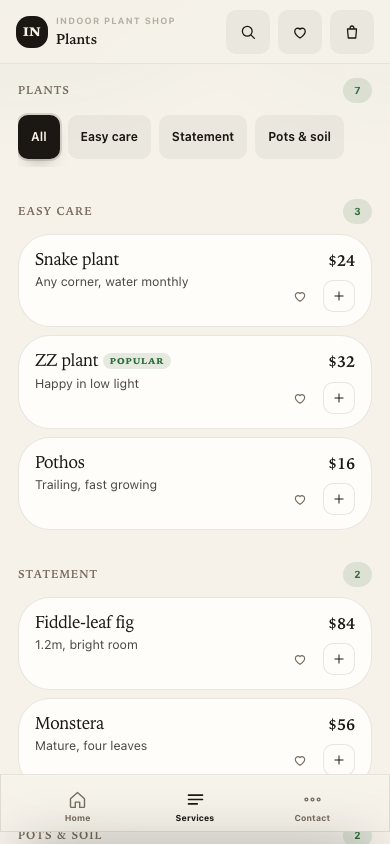 IN
INDOOR PLANT SHOP
Plants
PLANTS
7
All
Easy care
Statement
Pots & soil
EASY CARE
3
Snake plant
$24
Any corner, water monthly
ZZ plant POPULAR
$32
Happy in low light
Pothos
$16
Trailing, fast growing
STATEMENT
2
Fiddle-leaf fig
$84
1.2m, bright room
Monstera
$56
Mature, four leaves
Home
Services
Contact
POTS & SOIL
2